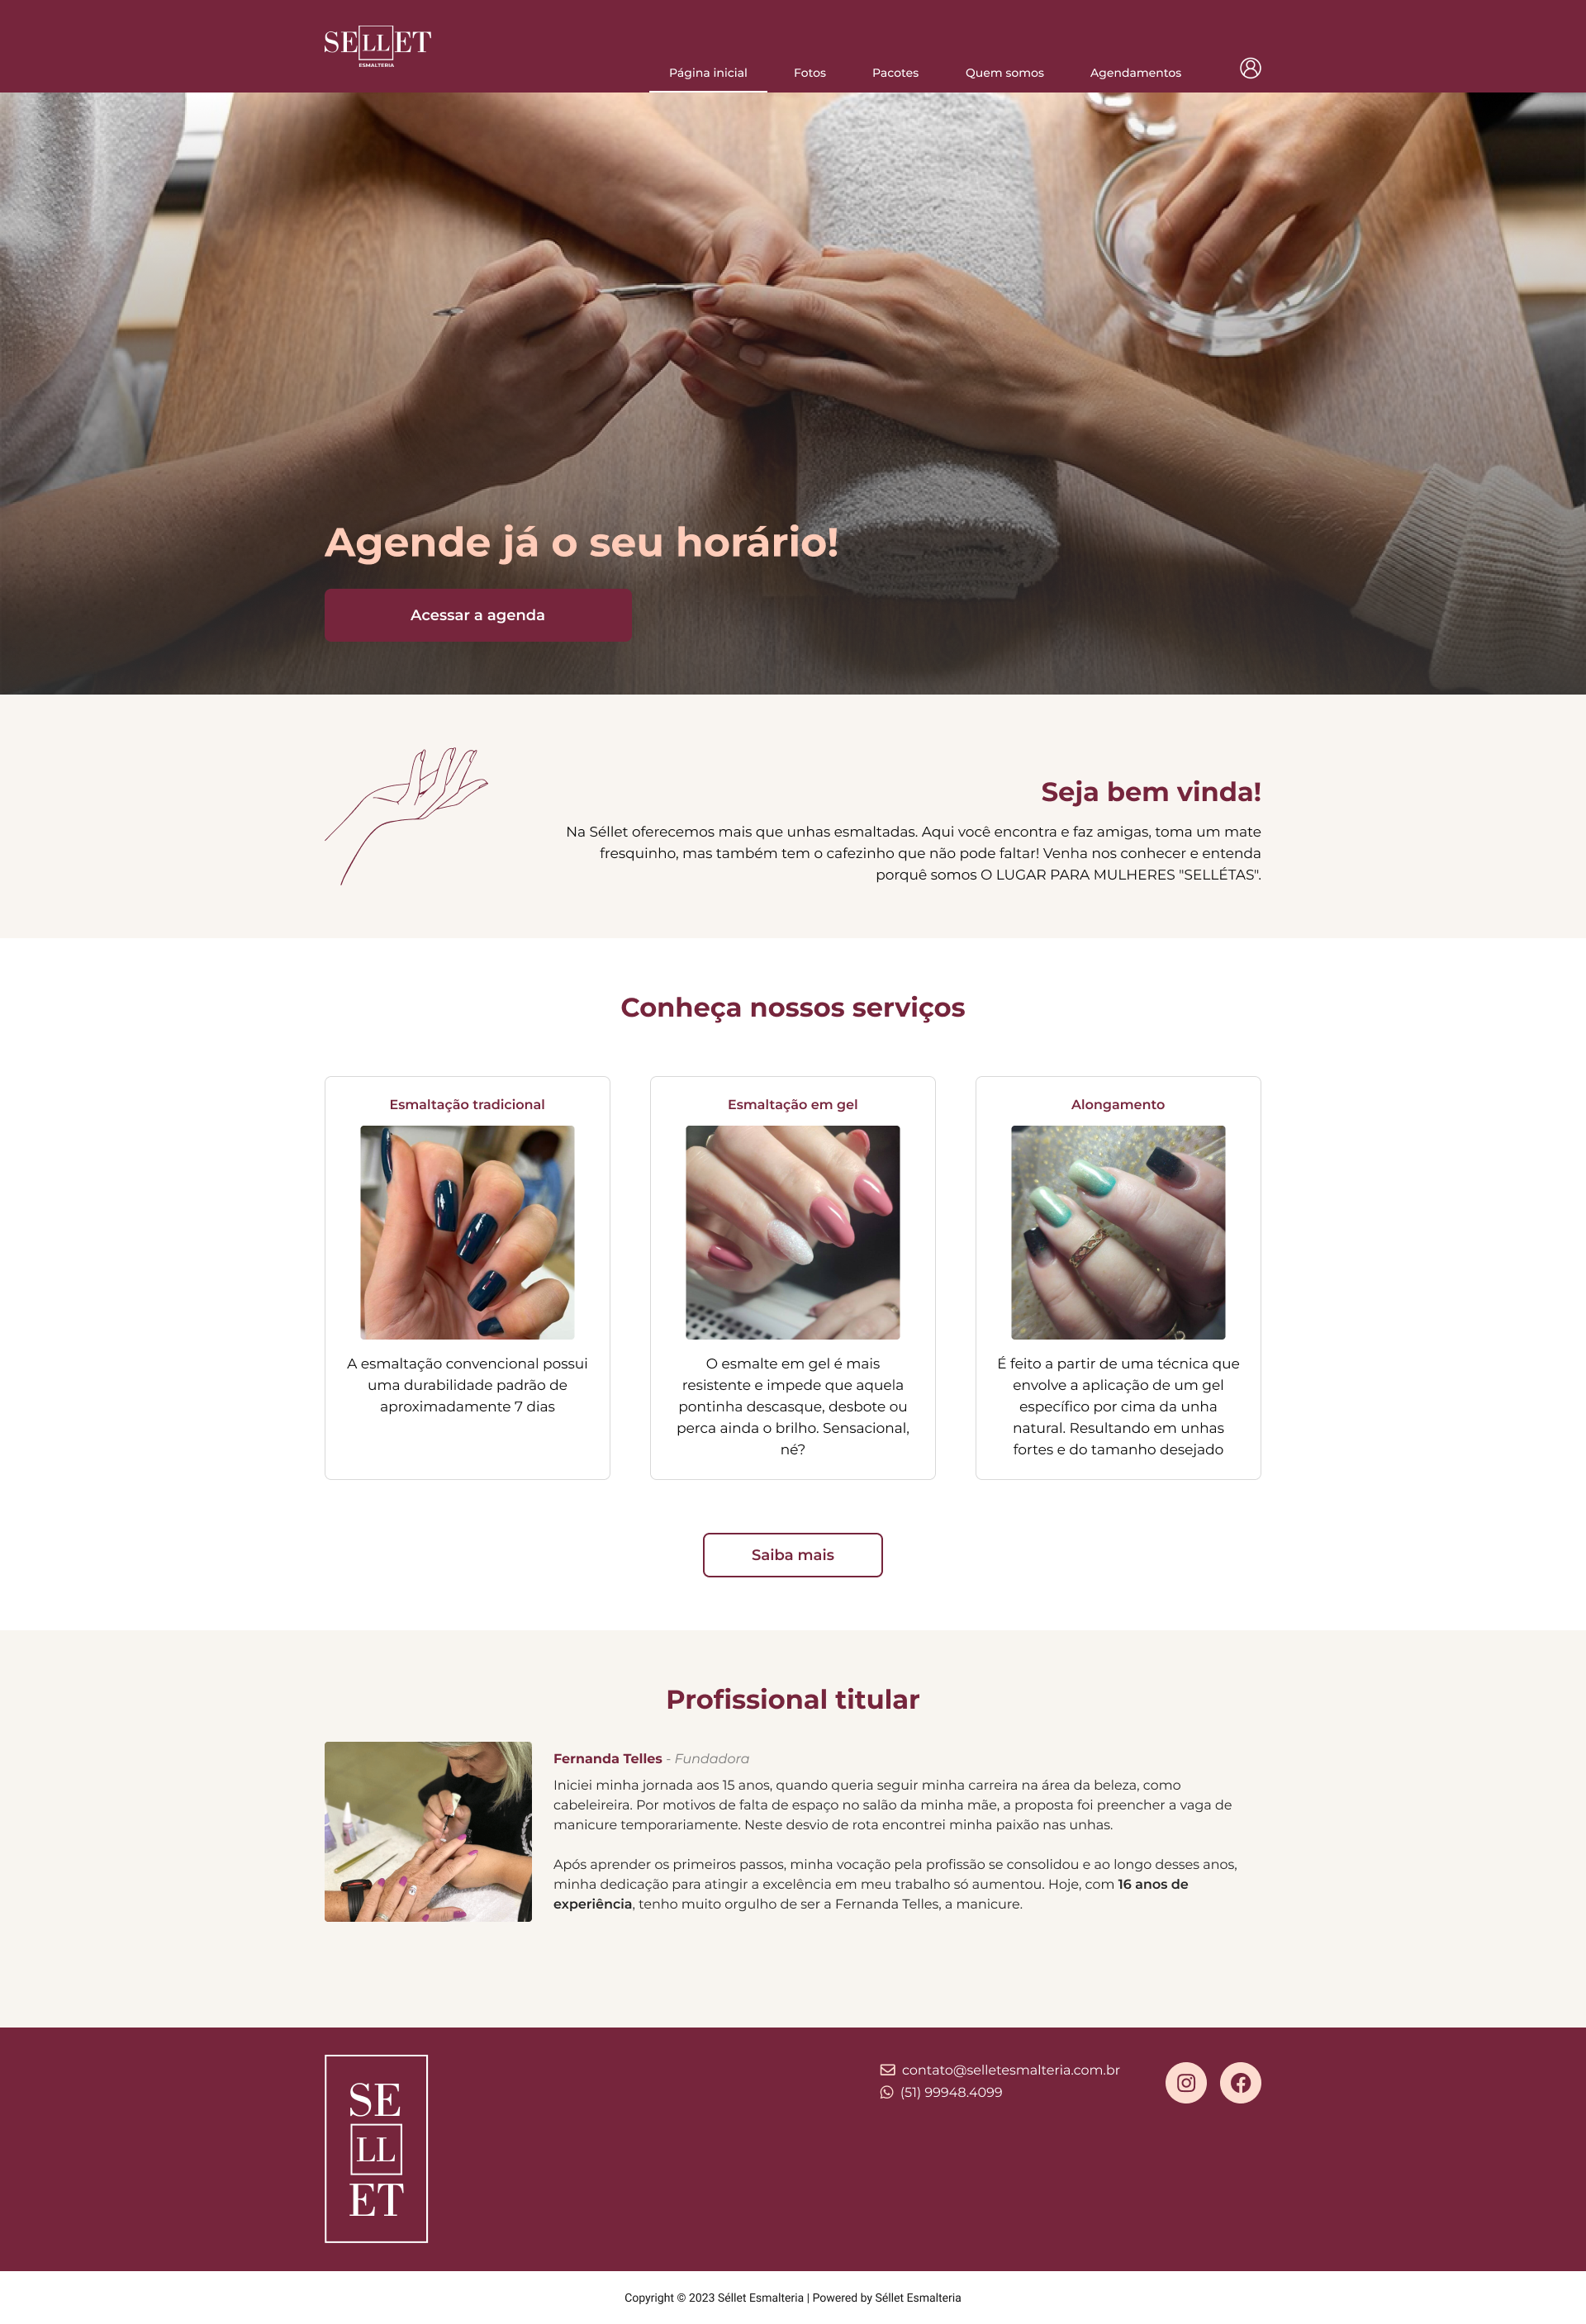 SELLET
ESMALTERIA
Página inicial
Fotos
Pacotes
Quem somos
Agendamentos
Agende já o seu horário!
Acessar a agenda
Seja bem vinda!
Na Séllet oferecemos mais que unhas esmaltadas. Aqui você encontra e faz amigas, toma um mate
fresquinho, mas também tem o cafezinho que não pode faltar! Venha nos conhecer e entenda
porquê somos O LUGAR PARA MULHERES "SELLÉTAS".
Conheça nossos serviços
Esmaltação tradicional
A esmaltação convencional possui
uma durabilidade padrão de
aproximadamente 7 dias
Esmaltação em gel
O esmalte em gel é mais
resistente e impede que aquela
pontinha descasque, desbote ou
perca ainda o brilho. Sensacional,
né?
Alongamento
É feito a partir de uma técnica que
envolve a aplicação de um gel
específico por cima da unha
natural. Resultando em unhas
fortes e do tamanho desejado
Saiba mais
Profissional titular
Fernanda Telles - Fundadora
Iniciei minha jornada aos 15 anos, quando queria seguir minha carreira na área da beleza, como
cabeleireira. Por motivos de falta de espaço no salão da minha mãe, a proposta foi preencher a vaga de
manicure temporariamente. Neste desvio de rota encontrei minha paixão nas unhas.
Após aprender os primeiros passos, minha vocação pela profissão se consolidou e ao longo desses anos,
minha dedicação para atingir a excelência em meu trabalho só aumentou. Hoje, com 16 anos de
experiência, tenho muito orgulho de ser a Fernanda Telles, a manicure.
SE
LL
ET
contato@selletesmalteria.com.br
(51) 99948.4099
Copyright © 2023 Séllet Esmalteria | Powered by Séllet Esmalteria